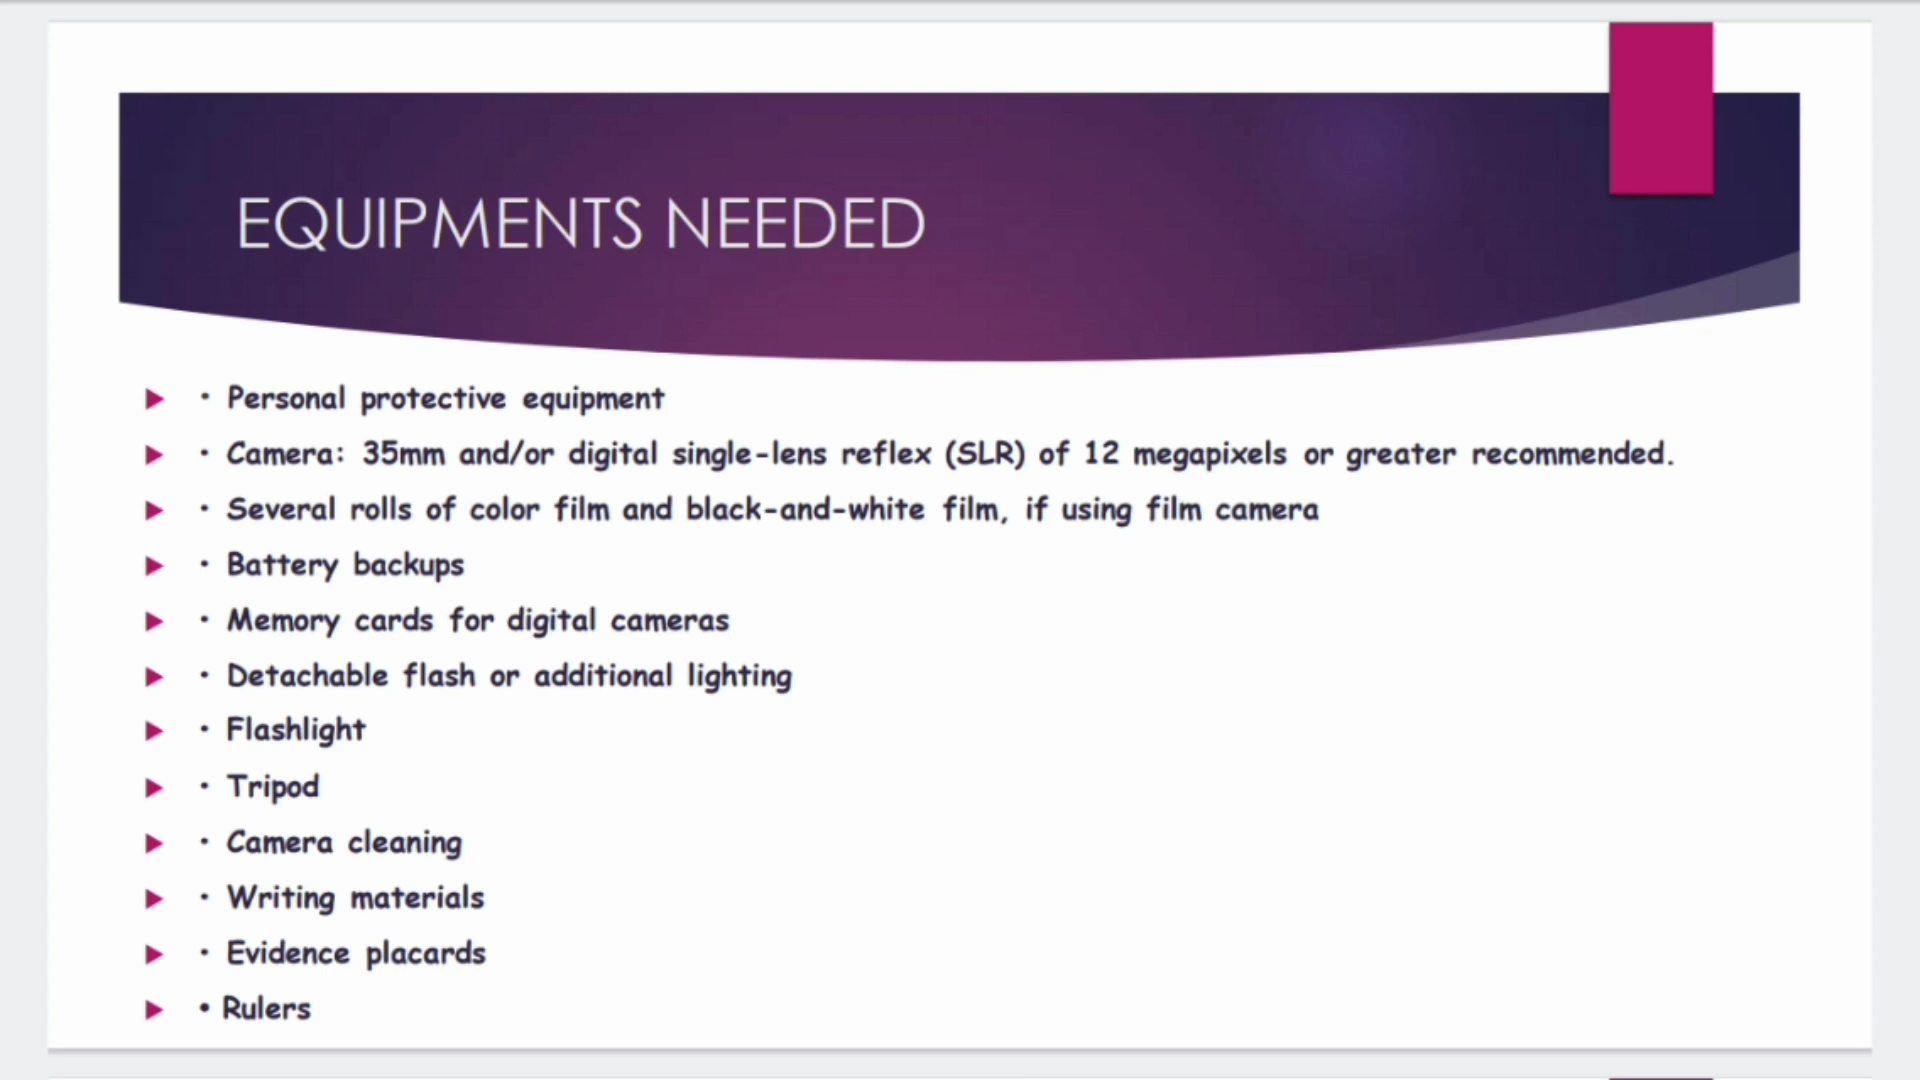 EQUIPMENTS NEEDED
• Personal protective equipment
• Camera: 35mm and/or digital single-lens reflex (SLR) of 12 megapixels or greater recommended.
• Several rolls of color film and black-and-white film, if using film camera
• Battery backups
• Memory cards for digital cameras
• Detachable flash or additional lighting
• Flashlight
• Tripod
• Camera cleaning
• Writing materials
• Evidence placards
• Rulers